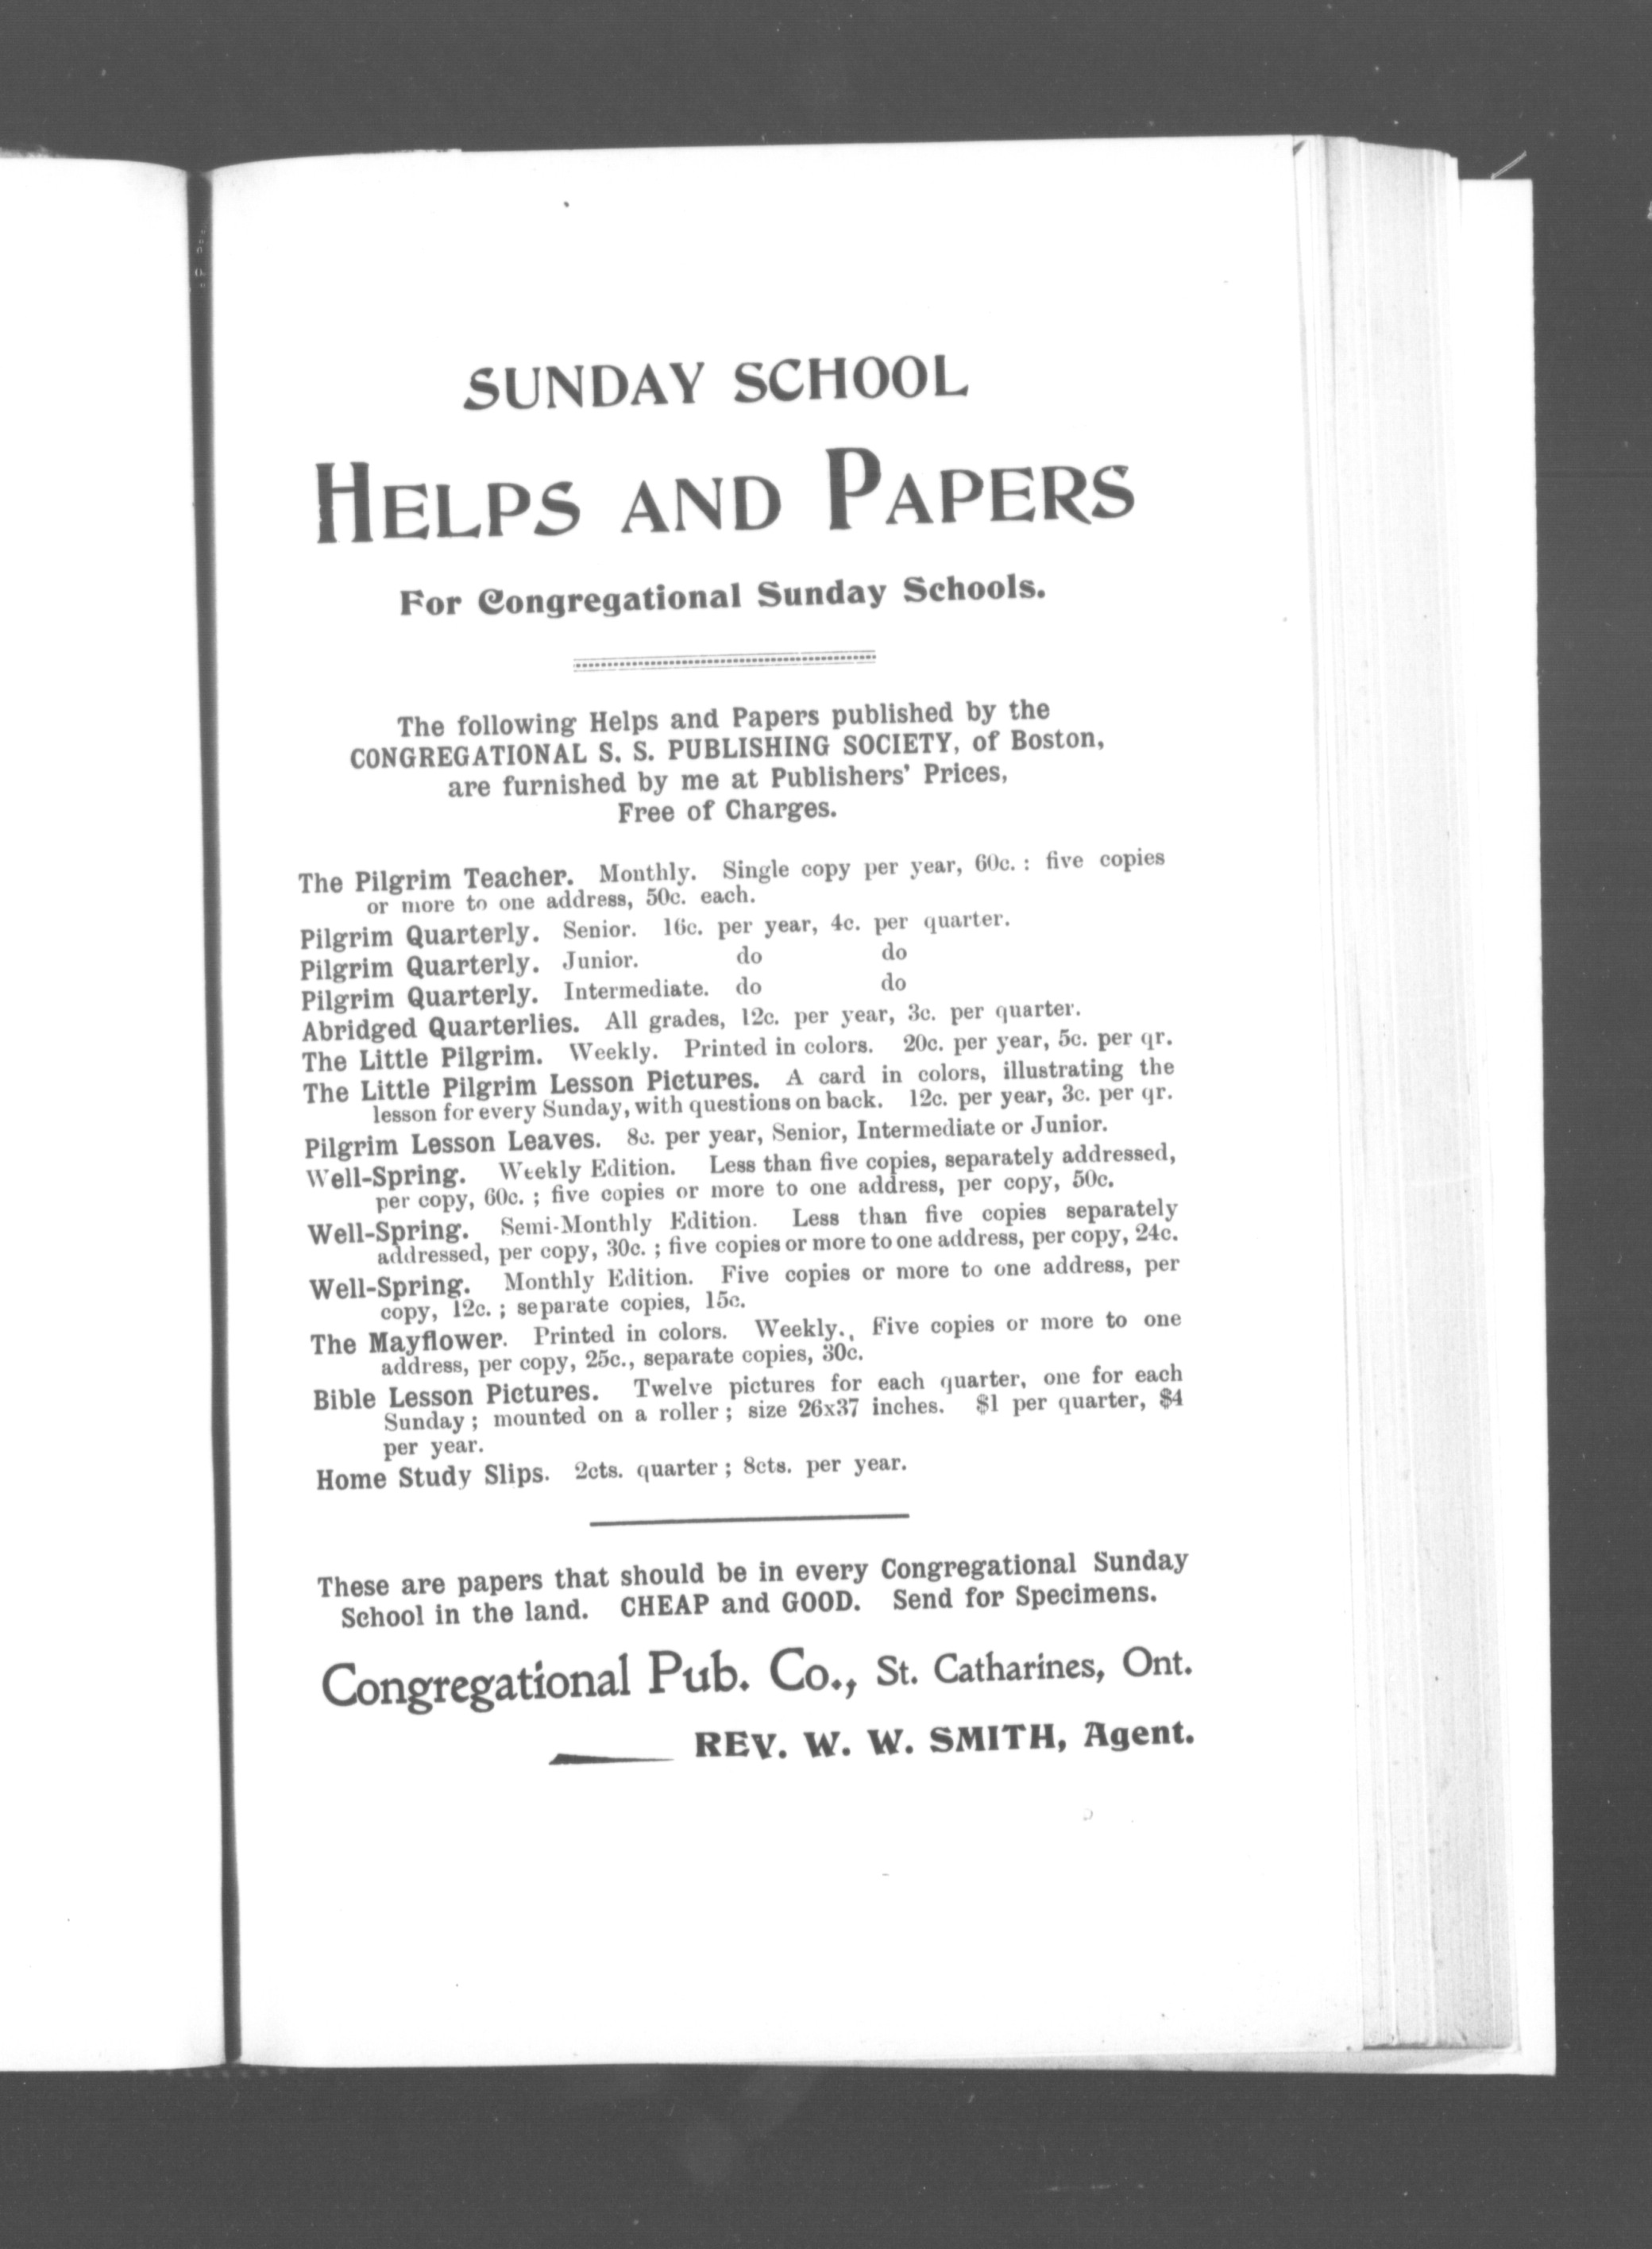 SUNDAY SCHOOL
HELPS AND PAPERS
For Congregational Sunday Schools.
The following Helps and Papers published by the
CONGREGATIONAL S. S. PUBLISHING SOCIETY, of Boston,
are furnished by me at Publishers' Prices,
Free of Charges.
The Pilgrim Teacher. Monthly. Single copy per year, 60c. : five copies
or more to one address, 50c. each.
Pilgrim Quarterly. Senior. 16c. per year, 4c. per quarter.
Pilgrim Quarterly. Junior. do do
Pilgrim Quarterly. Intermediate. do do
Abridged Quarterlies. All grades, 12c. per year, 3c. per quarter.
The Little Pilgrim. Weekly. Printed in colors. 20c. per year, 5c. per qr.
The Little Pilgrim Lesson Pictures. A card in colors, illustrating the
lesson for every Sunday, with questions on back. 12c. per year, 3c. per qr.
Pilgrim Lesson Leaves. 8c. per year, Senior, Intermediate or Junior.
Well-Spring. Weekly Edition. Less than five copies, separately addressed,
per copy, 60c. ; five copies or more to one address, per copy, 50c.
Well-Spring. Semi-Monthly Edition. Less than five copies separately
addressed, per copy, 30c. ; five copies or more to one address, per copy, 24c.
Well-Spring. Monthly Edition. Five copies or more to one address, per
copy, 12c. ; separate copies, 15c.
The Mayflower. Printed in colors. Weekly., Five copies or more to one
address, per copy, 25c., separate copies, 30c.
Bible Lesson Pictures. Twelve pictures for each quarter, one for each
Sunday ; mounted on a roller ; size 26x37 inches. $1 per quarter, $4
per year.
Home Study Slips. 2cts. quarter ; 8cts. per year.
These are papers that should be in every Congregational Sunday
School in the land. CHEAP and GOOD. Send for Specimens.
Congregational Pub. Co., St. Catharines, Ont.
REV. W. W. SMITH, Agent.